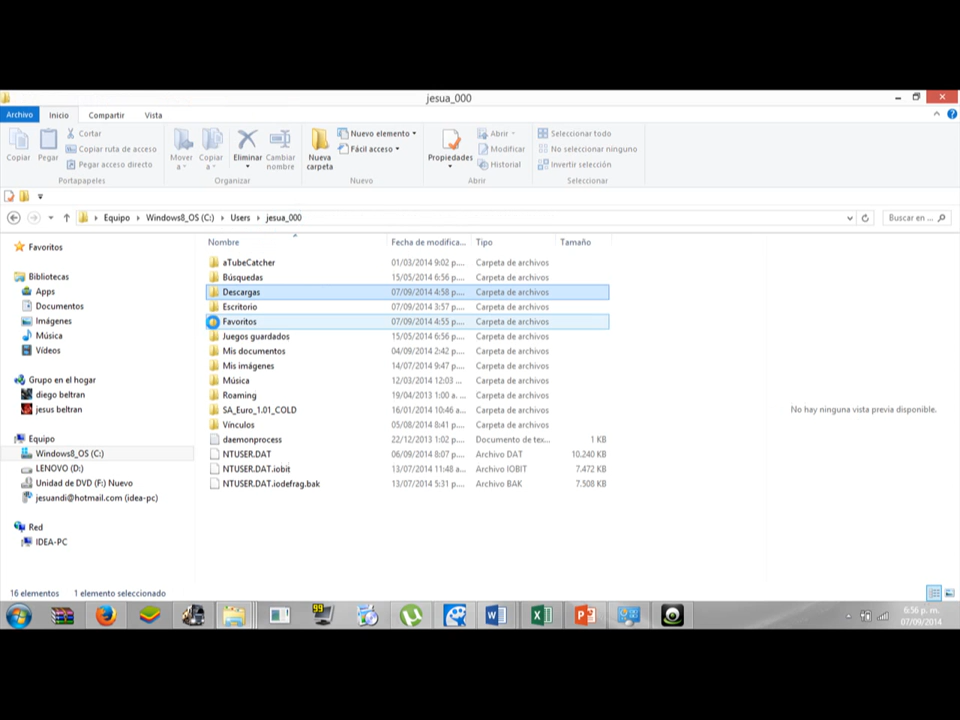 jesua_000
Archivo Inicio Compartir Vista
Copiar Pegar Cortar Copiar ruta de acceso Pegar acceso directo
Portapapeles
Mover a Copiar a Eliminar Cambiar nombre
Organizar
Nueva carpeta Nuevo elemento Fácil acceso
Nuevo
Propiedades Abrir Modificar Historial
Abrir
Seleccionar todo No seleccionar ninguno Invertir selección
Seleccionar
Equipo Windows8_OS (C:) Users jesua_000 Buscar en ...
Favoritos
Bibliotecas
Apps
Documentos
Imágenes
Música
Vídeos
Grupo en el hogar
diego beltran
jesus beltran
Equipo
Windows8_OS (C:)
LENOVO (D:)
Unidad de DVD (F:) Nuevo
jesuandi@hotmail.com (idea-pc)
Red
IDEA-PC
Nombre Fecha de modifica... Tipo Tamaño
aTubeCatcher 01/03/2014 9:02 p.... Carpeta de archivos
Búsquedas 15/05/2014 6:56 p.... Carpeta de archivos
Descargas 07/09/2014 4:58 p.... Carpeta de archivos
Escritorio 07/09/2014 3:57 p.... Carpeta de archivos
Favoritos 07/09/2014 4:55 p.... Carpeta de archivos
Juegos guardados 15/05/2014 6:56 p.... Carpeta de archivos
Mis documentos 04/09/2014 2:42 p.... Carpeta de archivos
Mis imágenes 14/07/2014 9:47 p.... Carpeta de archivos
Música 12/03/2014 12:03 ... Carpeta de archivos
Roaming 19/04/2013 1:00 a. ... Carpeta de archivos
SA_Euro_1.01_COLD 16/01/2014 10:46 a... Carpeta de archivos
Vínculos 05/08/2014 8:41 p.... Carpeta de archivos
daemonprocess 22/12/2013 1:02 p.... Documento de tex... 1 KB
NTUSER.DAT 06/09/2014 8:07 p.... Archivo DAT 10.240 KB
NTUSER.DAT.iobit 13/07/2014 11:48 a... Archivo IOBIT 7.472 KB
NTUSER.DAT.iodefrag.bak 13/07/2014 5:31 p.... Archivo BAK 7.508 KB
No hay ninguna vista previa disponible.
16 elementos 1 elemento seleccionado
99
6:56 p. m.
07/09/2014